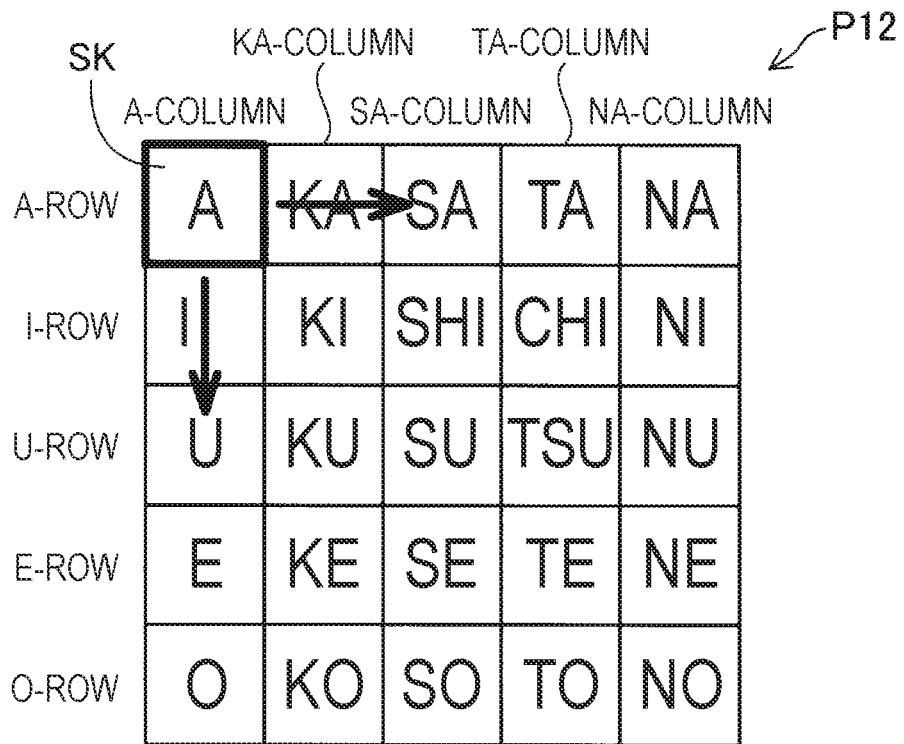 P12
KA-COLUMN TA-COLUMN
SK
A-COLUMN SA-COLUMN NA-COLUMN
A-ROW A KA SA TA NA
I-ROW I KI SHI CHI NI
U-ROW U KU SU TSU NU
E-ROW E KE SE TE NE
O-ROW O KO SO TO NO